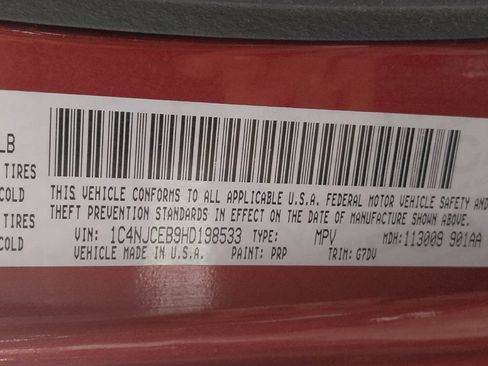 LB
TIRES
COLD
TIRES
COLD
THIS VEHICLE CONFORMS TO ALL APPLICABLE U.S.A. FEDERAL MOTOR VEHICLE SAFETY AND
THEFT PREVENTION STANDARDS IN EFFECT ON THE DATE OF MANUFACTURE SHOWN ABOVE.
VIN: 1C4NJCEB9HD198533 TYPE: MPV MDH: 113009 901AA
VEHICLE MADE IN U.S.A. PAINT: PRP TRIM: G7DV